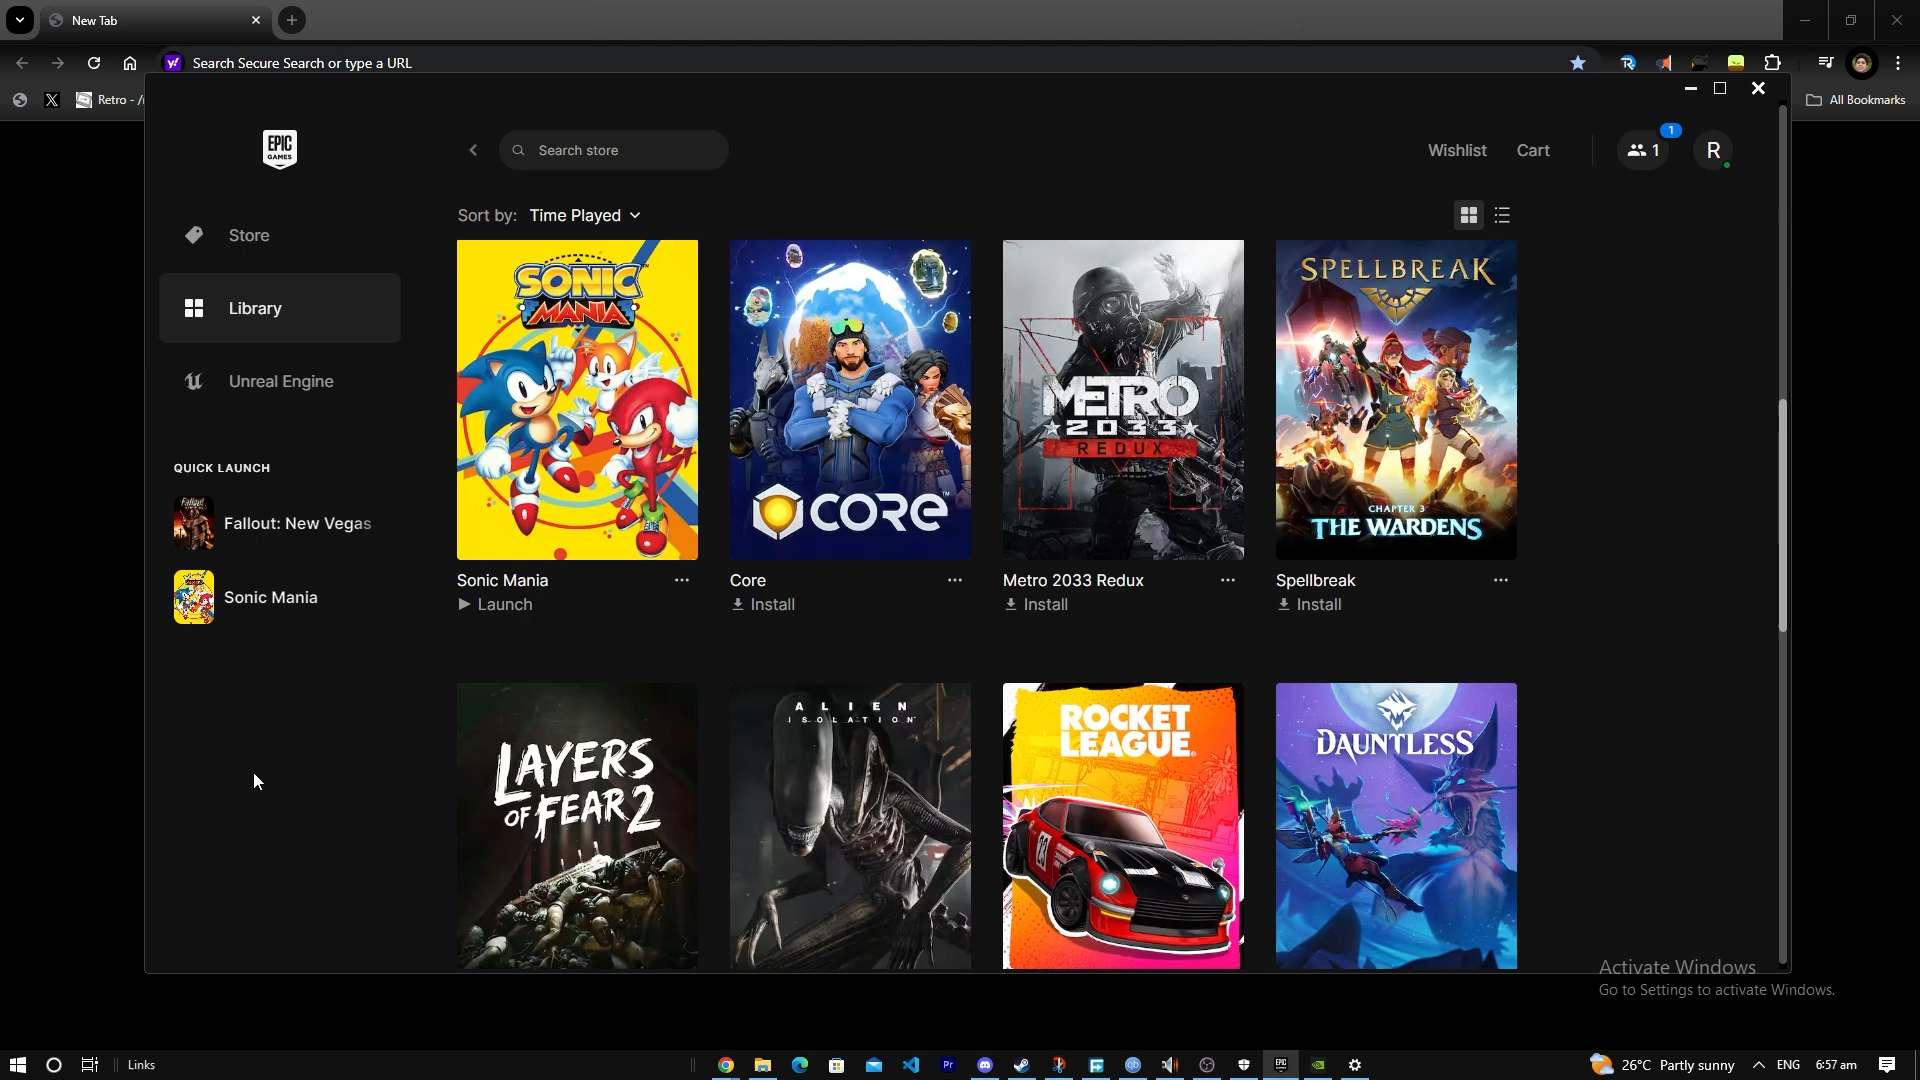 New Tab
Search Secure Search or type a URL
Retro - /
All Bookmarks
EPIC
GAMES
Search store
Wishlist
Cart
1
1
R
Store
Library
Unreal Engine
QUICK LAUNCH
Fallout: New Vegas
Sonic Mania
Sort by: Time Played
SONIC
MANIA
CORE
METRO
2033
REDUX
SPELLBREAK
CHAPTER 3
THE WARDENS
Sonic Mania
Launch
Core
Install
Metro 2033 Redux
Install
Spellbreak
Install
LAYERS
OF FEAR 2
ALIEN
ISOLATION
ROCKET
LEAGUE
DAUNTLESS
Activate Windows
Go to Settings to activate Windows.
Links
Pr
26°C Partly sunny
ENG
6:57 am